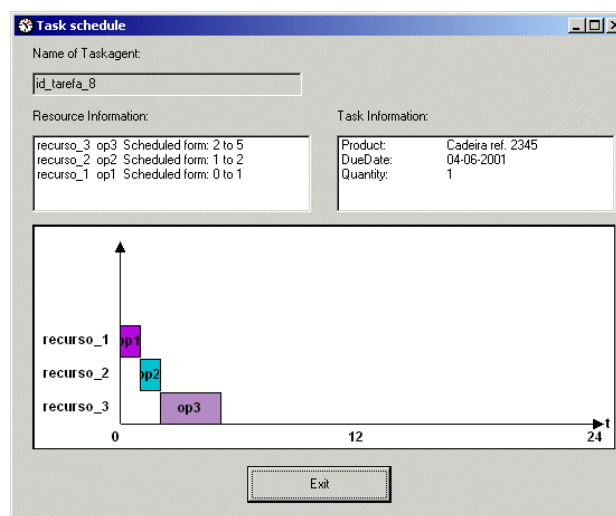 Task schedule
Name of Taskagent:
id_tarefa_8
Resource Information:
recurso_3 op3 Scheduled form: 2 to 5
recurso_2 op2 Scheduled form: 1 to 2
recurso_1 op1 Scheduled form: 0 to 1
Task Information:
Product: Cadeira ref. 2345
DueDate: 04-06-2001
Quantity: 1
recurso_1 op1
recurso_2 op2
recurso_3 op3
t
0 12 24
Exit